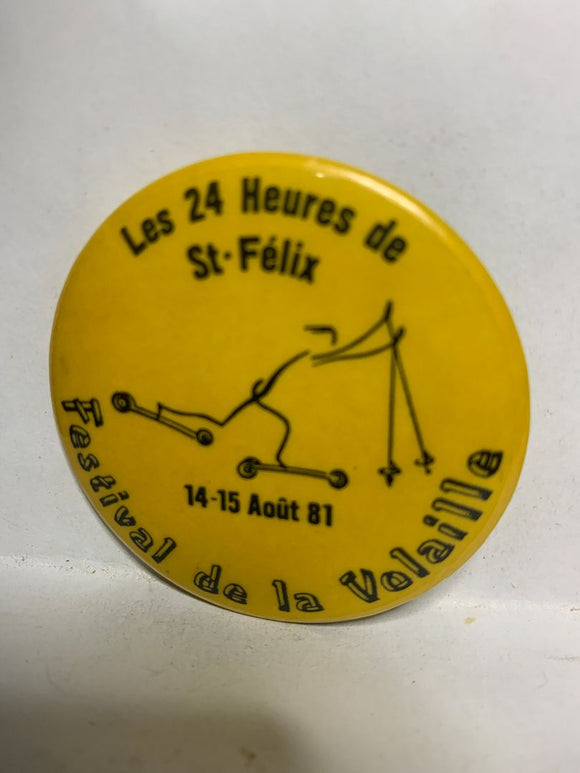 Les 24 Heures de
St-Félix
14-15 Août 81
Festival de la Volaille